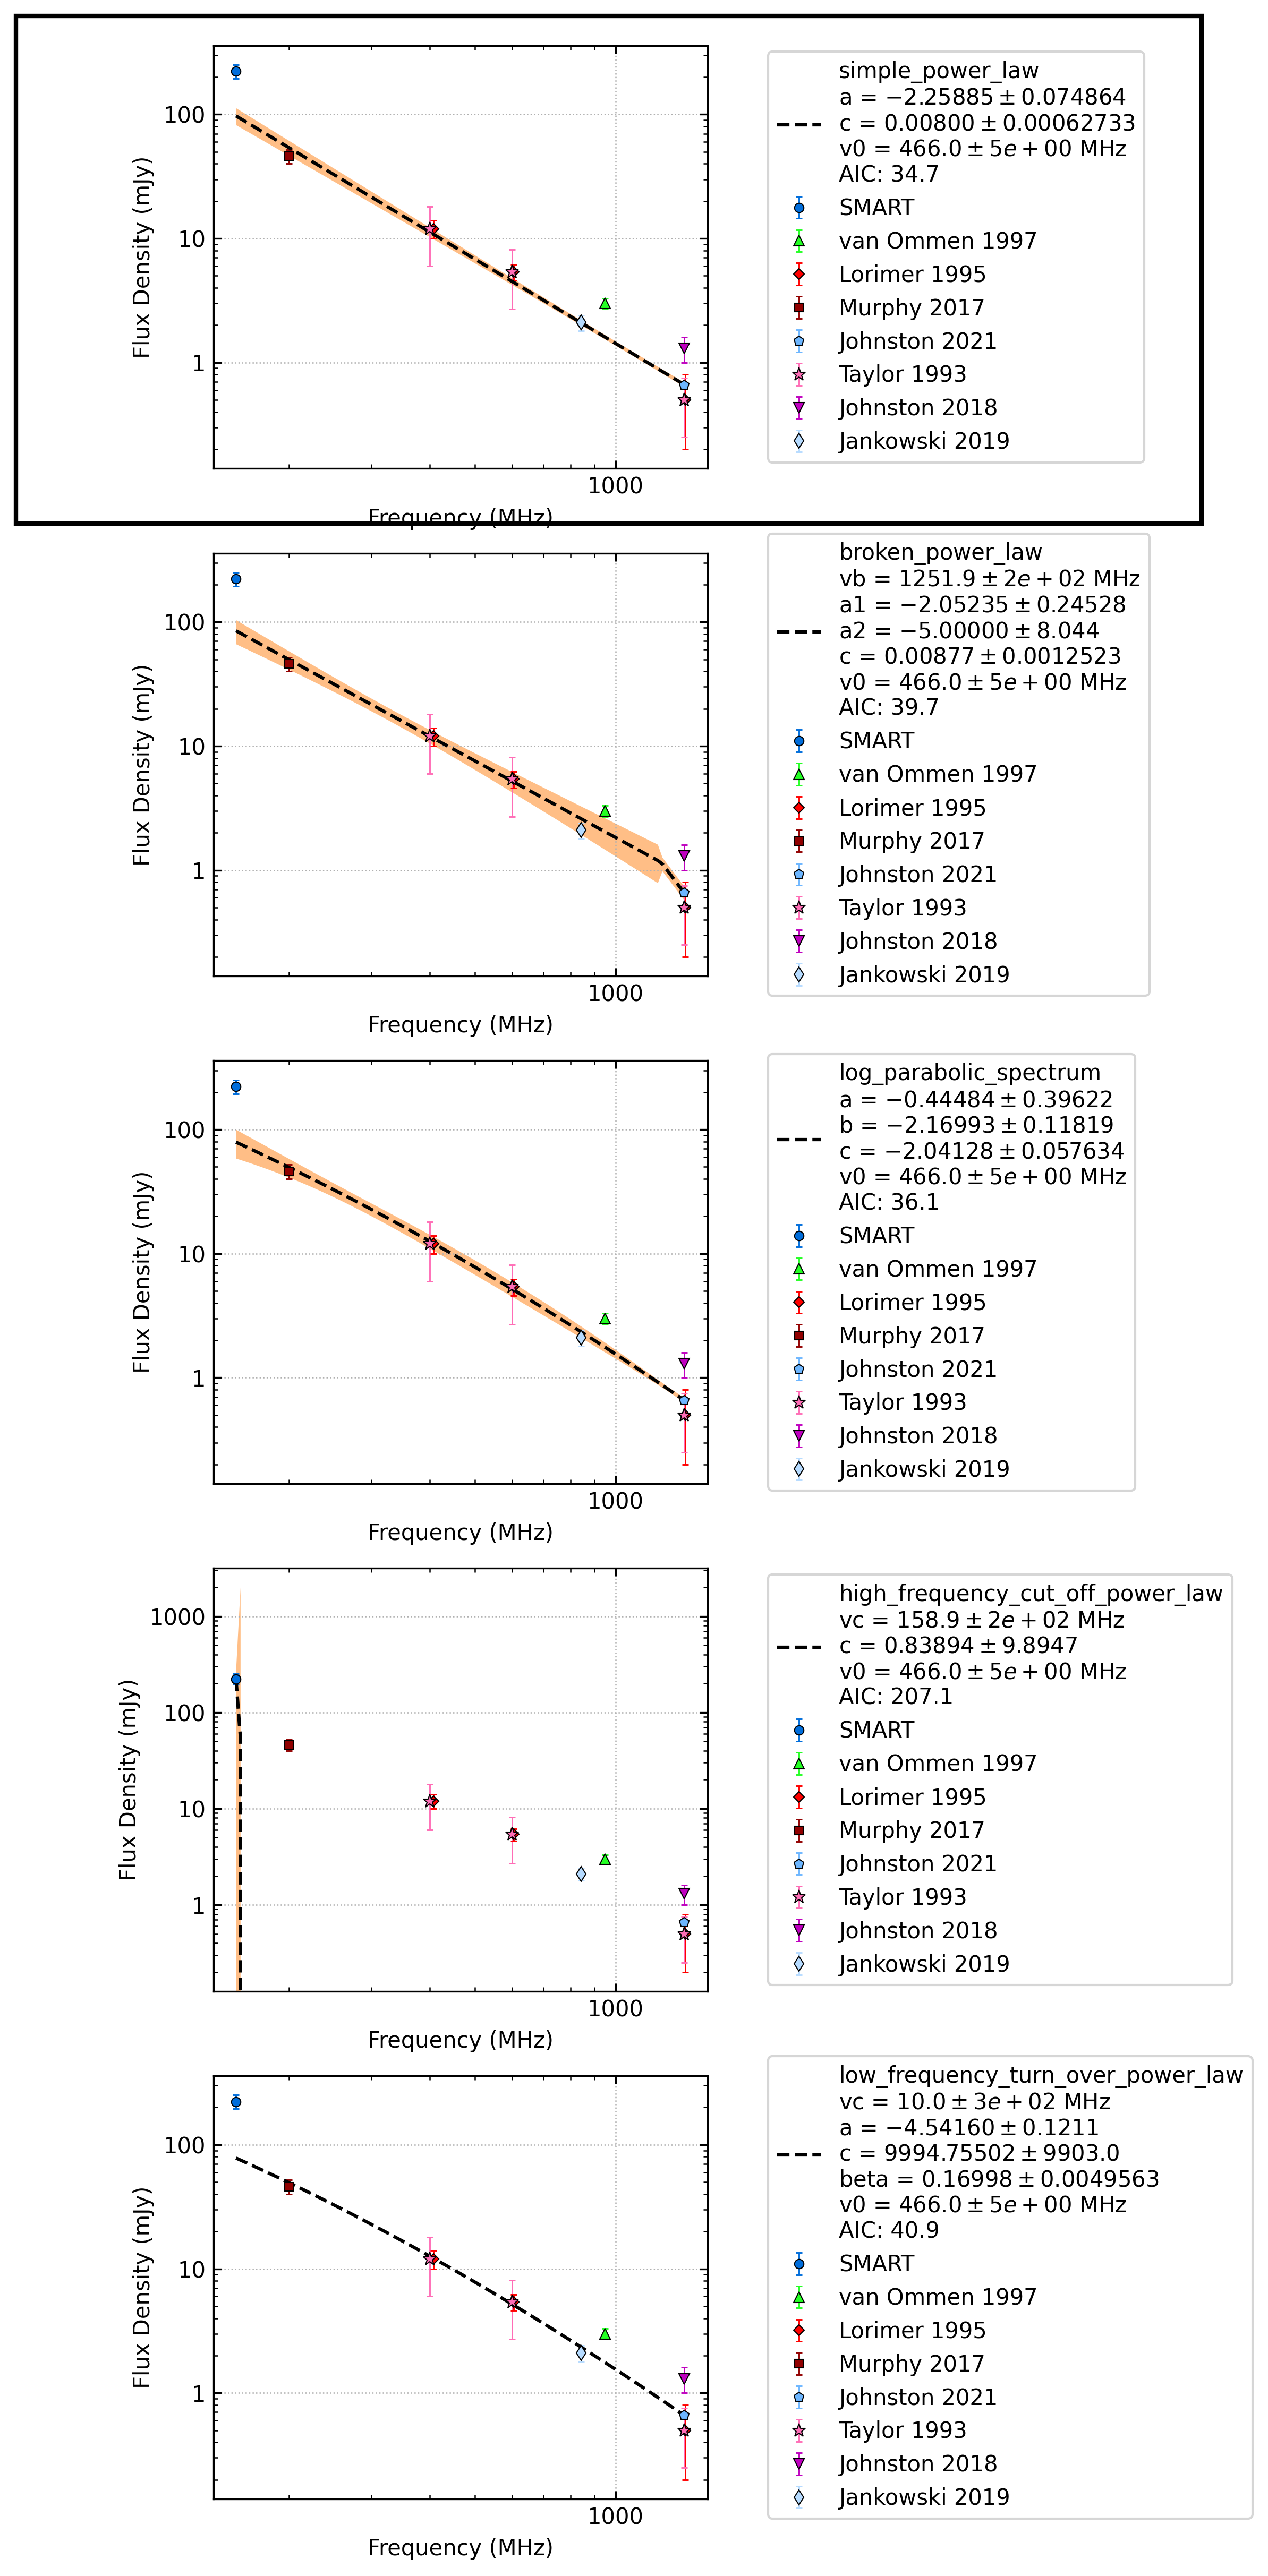 100
10
1
Flux Density (mJy)
1000
Frequency (MHz)
simple_power_law
a = −2.25885 ± 0.074864
c = 0.00800 ± 0.00062733
v0 = 466.0 ± 5e + 00 MHz
AIC: 34.7
SMART
van Ommen 1997
Lorimer 1995
Murphy 2017
Johnston 2021
Taylor 1993
Johnston 2018
Jankowski 2019
100
10
1
Flux Density (mJy)
1000
Frequency (MHz)
broken_power_law
vb = 1251.9 ± 2e + 02 MHz
a1 = −2.05235 ± 0.24528
a2 = −5.00000 ± 8.044
c = 0.00877 ± 0.0012523
v0 = 466.0 ± 5e + 00 MHz
AIC: 39.7
SMART
van Ommen 1997
Lorimer 1995
Murphy 2017
Johnston 2021
Taylor 1993
Johnston 2018
Jankowski 2019
100
10
1
Flux Density (mJy)
1000
Frequency (MHz)
log_parabolic_spectrum
a = −0.44484 ± 0.39622
b = −2.16993 ± 0.11819
c = −2.04128 ± 0.057634
v0 = 466.0 ± 5e + 00 MHz
AIC: 36.1
SMART
van Ommen 1997
Lorimer 1995
Murphy 2017
Johnston 2021
Taylor 1993
Johnston 2018
Jankowski 2019
1000
100
10
1
Flux Density (mJy)
1000
Frequency (MHz)
high_frequency_cut_off_power_law
vc = 158.9 ± 2e + 02 MHz
c = 0.83894 ± 9.8947
v0 = 466.0 ± 5e + 00 MHz
AIC: 207.1
SMART
van Ommen 1997
Lorimer 1995
Murphy 2017
Johnston 2021
Taylor 1993
Johnston 2018
Jankowski 2019
100
10
1
Flux Density (mJy)
1000
Frequency (MHz)
low_frequency_turn_over_power_law
vc = 10.0 ± 3e + 02 MHz
a = −4.54160 ± 0.1211
c = 9994.75502 ± 9903.0
beta = 0.16998 ± 0.0049563
v0 = 466.0 ± 5e + 00 MHz
AIC: 40.9
SMART
van Ommen 1997
Lorimer 1995
Murphy 2017
Johnston 2021
Taylor 1993
Johnston 2018
Jankowski 2019